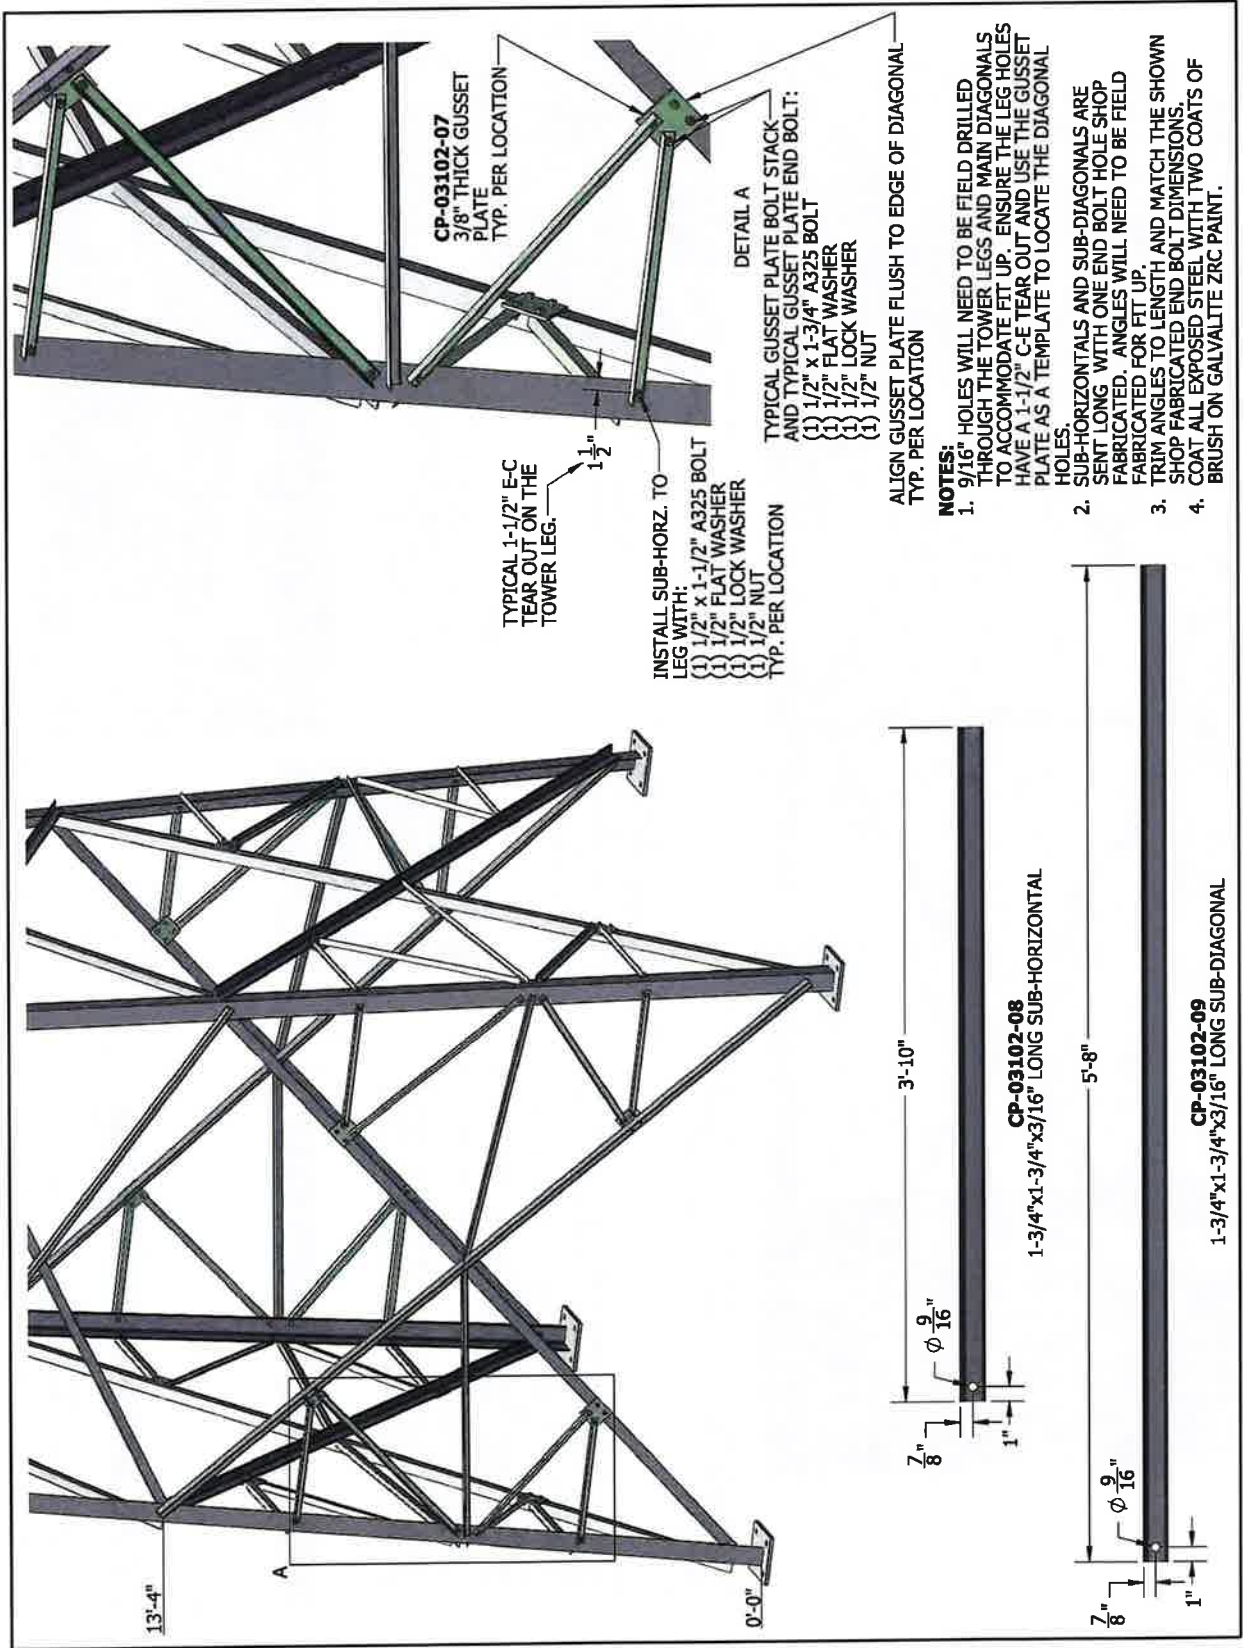 13'-4"
A
0'-0"
TYPICAL 1-1/2" E-C
TEAR OUT ON THE
TOWER LEG.
1 1/2"
INSTALL SUB-HORZ. TO
LEG WITH:
(1) 1/2" x 1-1/2" A325 BOLT
(1) 1/2" FLAT WASHER
(1) 1/2" LOCK WASHER
(1) 1/2" NUT
TYP. PER LOCATION
CP-03102-07
3/8" THICK GUSSET
PLATE
TYP. PER LOCATION
DETAIL A
TYPICAL GUSSET PLATE BOLT STACK
AND TYPICAL GUSSET PLATE END BOLT:
(1) 1/2" x 1-3/4" A325 BOLT
(1) 1/2" FLAT WASHER
(1) 1/2" LOCK WASHER
(1) 1/2" NUT
ALIGN GUSSET PLATE FLUSH TO EDGE OF DIAGONAL
TYP. PER LOCATION
NOTES:
1. 9/16" HOLES WILL NEED TO BE FIELD DRILLED
THROUGH THE TOWER LEGS AND MAIN DIAGONALS
TO ACCOMMODATE FIT UP. ENSURE THE LEG HOLES
HAVE A 1-1/2" C-E TEAR OUT AND USE THE GUSSET
PLATE AS A TEMPLATE TO LOCATE THE DIAGONAL
HOLES.
2. SUB-HORIZONTALS AND SUB-DIAGONALS ARE
SENT LONG WITH ONE END BOLT HOLE SHOP
FABRICATED. ANGLES WILL NEED TO BE FIELD
FABRICATED FOR FIT UP.
3. TRIM ANGLES TO LENGTH AND MATCH THE SHOWN
SHOP FABRICATED END BOLT DIMENSIONS.
4. COAT ALL EXPOSED STEEL WITH TWO COATS OF
BRUSH ON GALVALITE ZRC PAINT.
3'-10"
Ø 9/16"
7/8"
1"
CP-03102-08
1-3/4"x1-3/4"x3/16" LONG SUB-HORIZONTAL
5'-8"
Ø 9/16"
7/8"
1"
CP-03102-09
1-3/4"x1-3/4"x3/16" LONG SUB-DIAGONAL